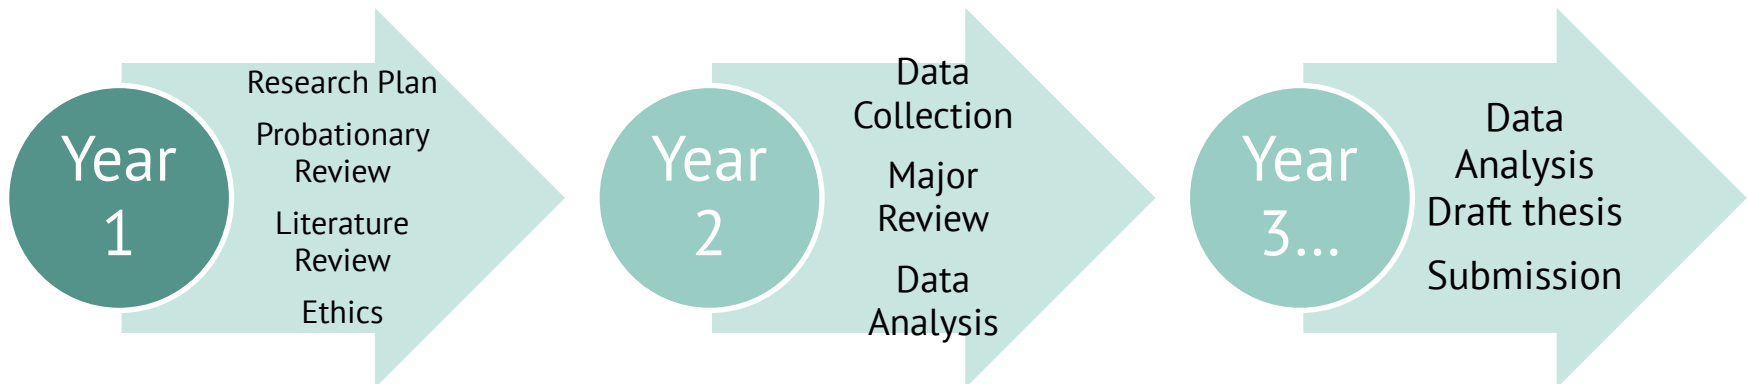 Year
1
Research Plan
Probationary
Review
Literature
Review
Ethics
Year
2
Data
Collection
Major
Review
Data
Analysis
Year
3...
Data
Analysis
Draft thesis
Submission